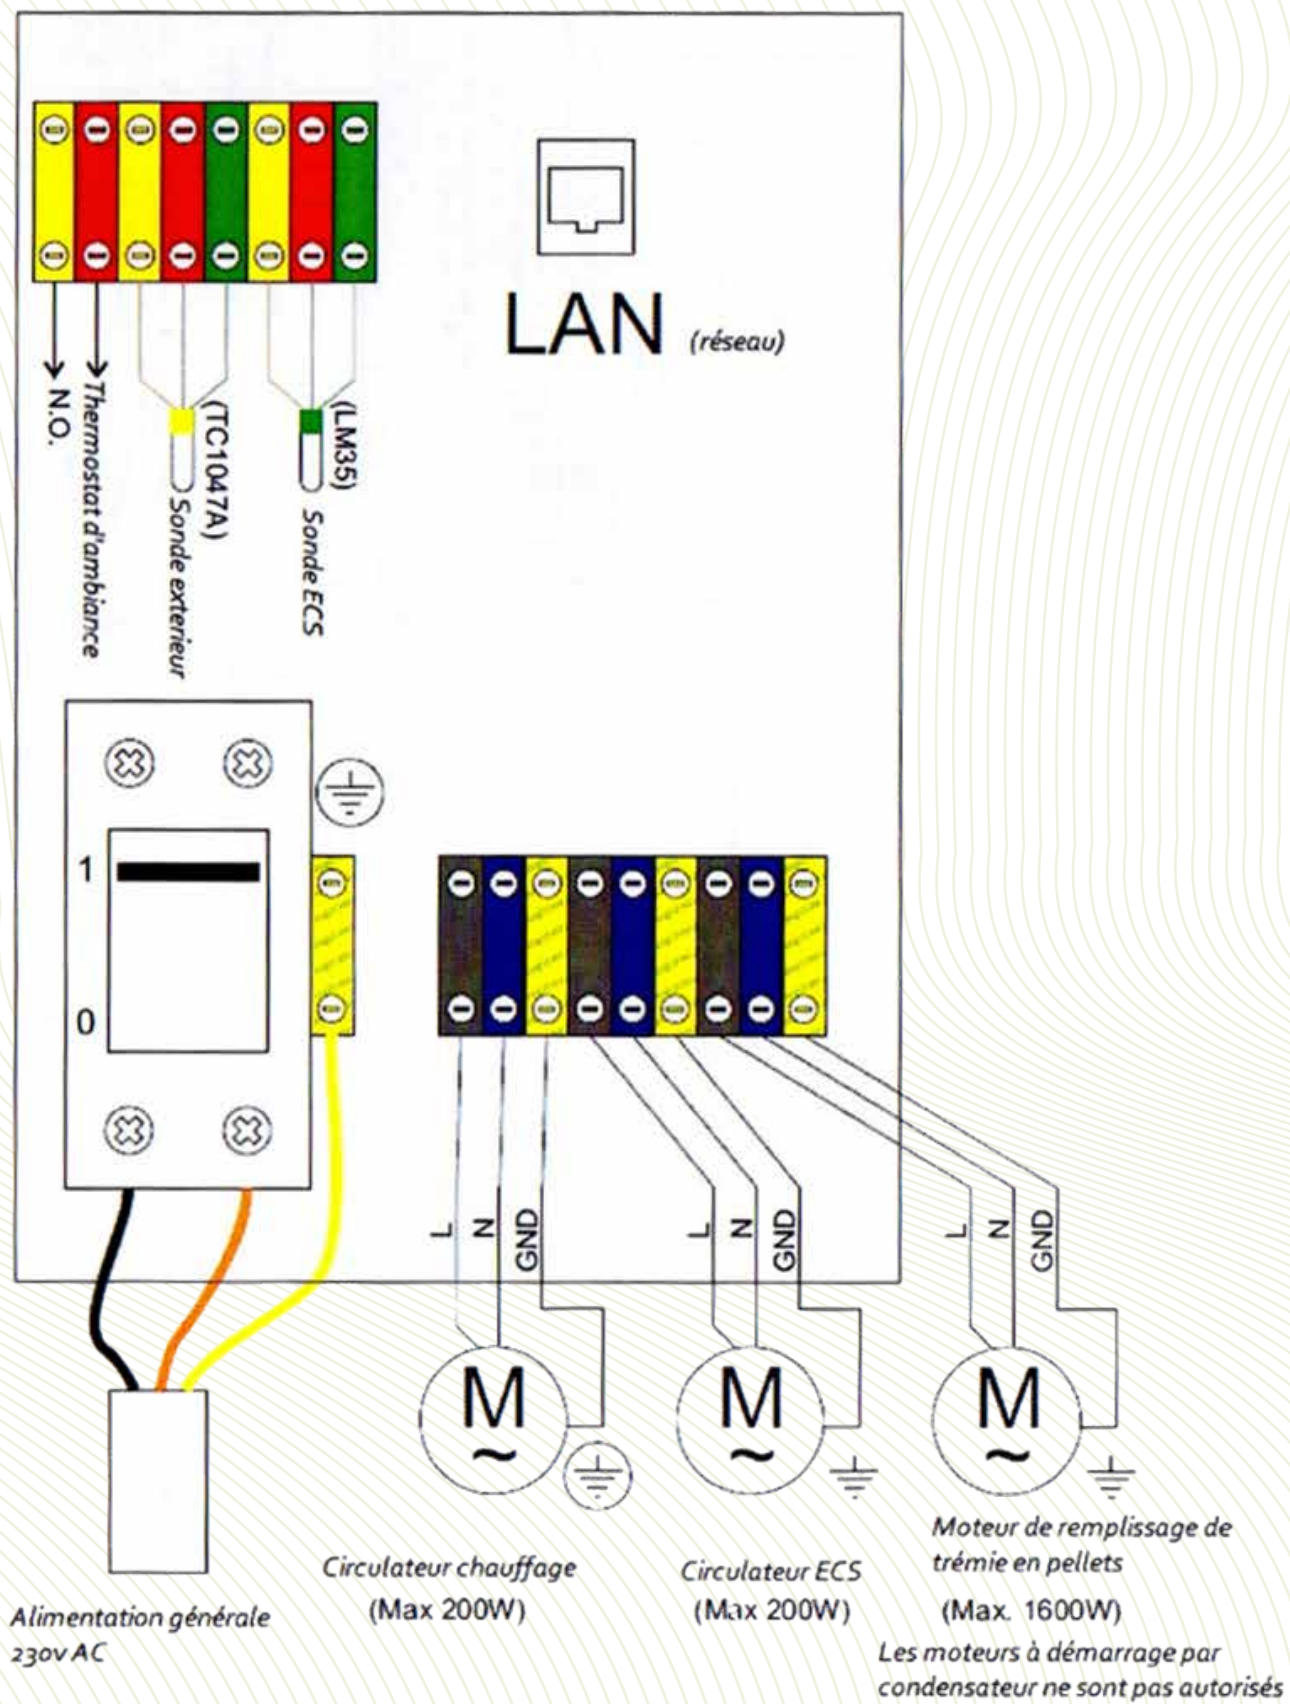 LAN (réseau)
N.O.
Thermostat d'ambiance
(TC1047A)
Sonde exterieur
(LM35)
Sonde ECS
1
0
L
N
GND
L
N
GND
L
N
GND
M
~
M
~
M
~
Alimentation générale
230v AC
Circulateur chauffage
(Max 200W)
Circulateur ECS
(Max 200W)
Moteur de remplissage de
trémie en pellets
(Max. 1600W)
Les moteurs à démarrage par
condensateur ne sont pas autorisés